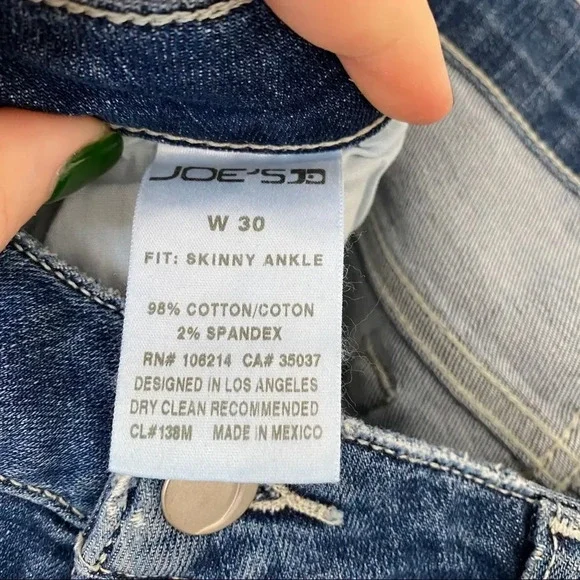 JOE'S
W 30
FIT: SKINNY ANKLE
98% COTTON/COTON
2% SPANDEX
RN# 106214 CA# 35037
DESIGNED IN LOS ANGELES
DRY CLEAN RECOMMENDED
CL#138M MADE IN MEXICO